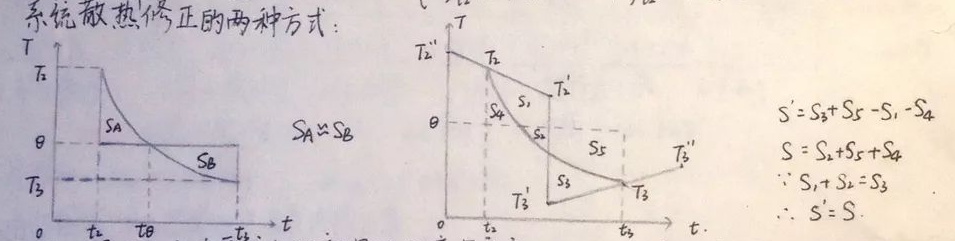 系统散热修正的两种方式:
T
T₂
θ
T₃
0
t₂
tθ
t₃
t
S_A
S_B
S_A≈S_B
T
T₂''
T₂
T₂'
θ
S₁
S₄
S₂
S₅
S₃
T₃'
T₃''
T₃
0
t₂
t₃
t.
S'=S₃+S₅-S₁-S₄
S=S₂+S₅+S₄
∵ S₁+S₂=S₃
∴ S'=S.